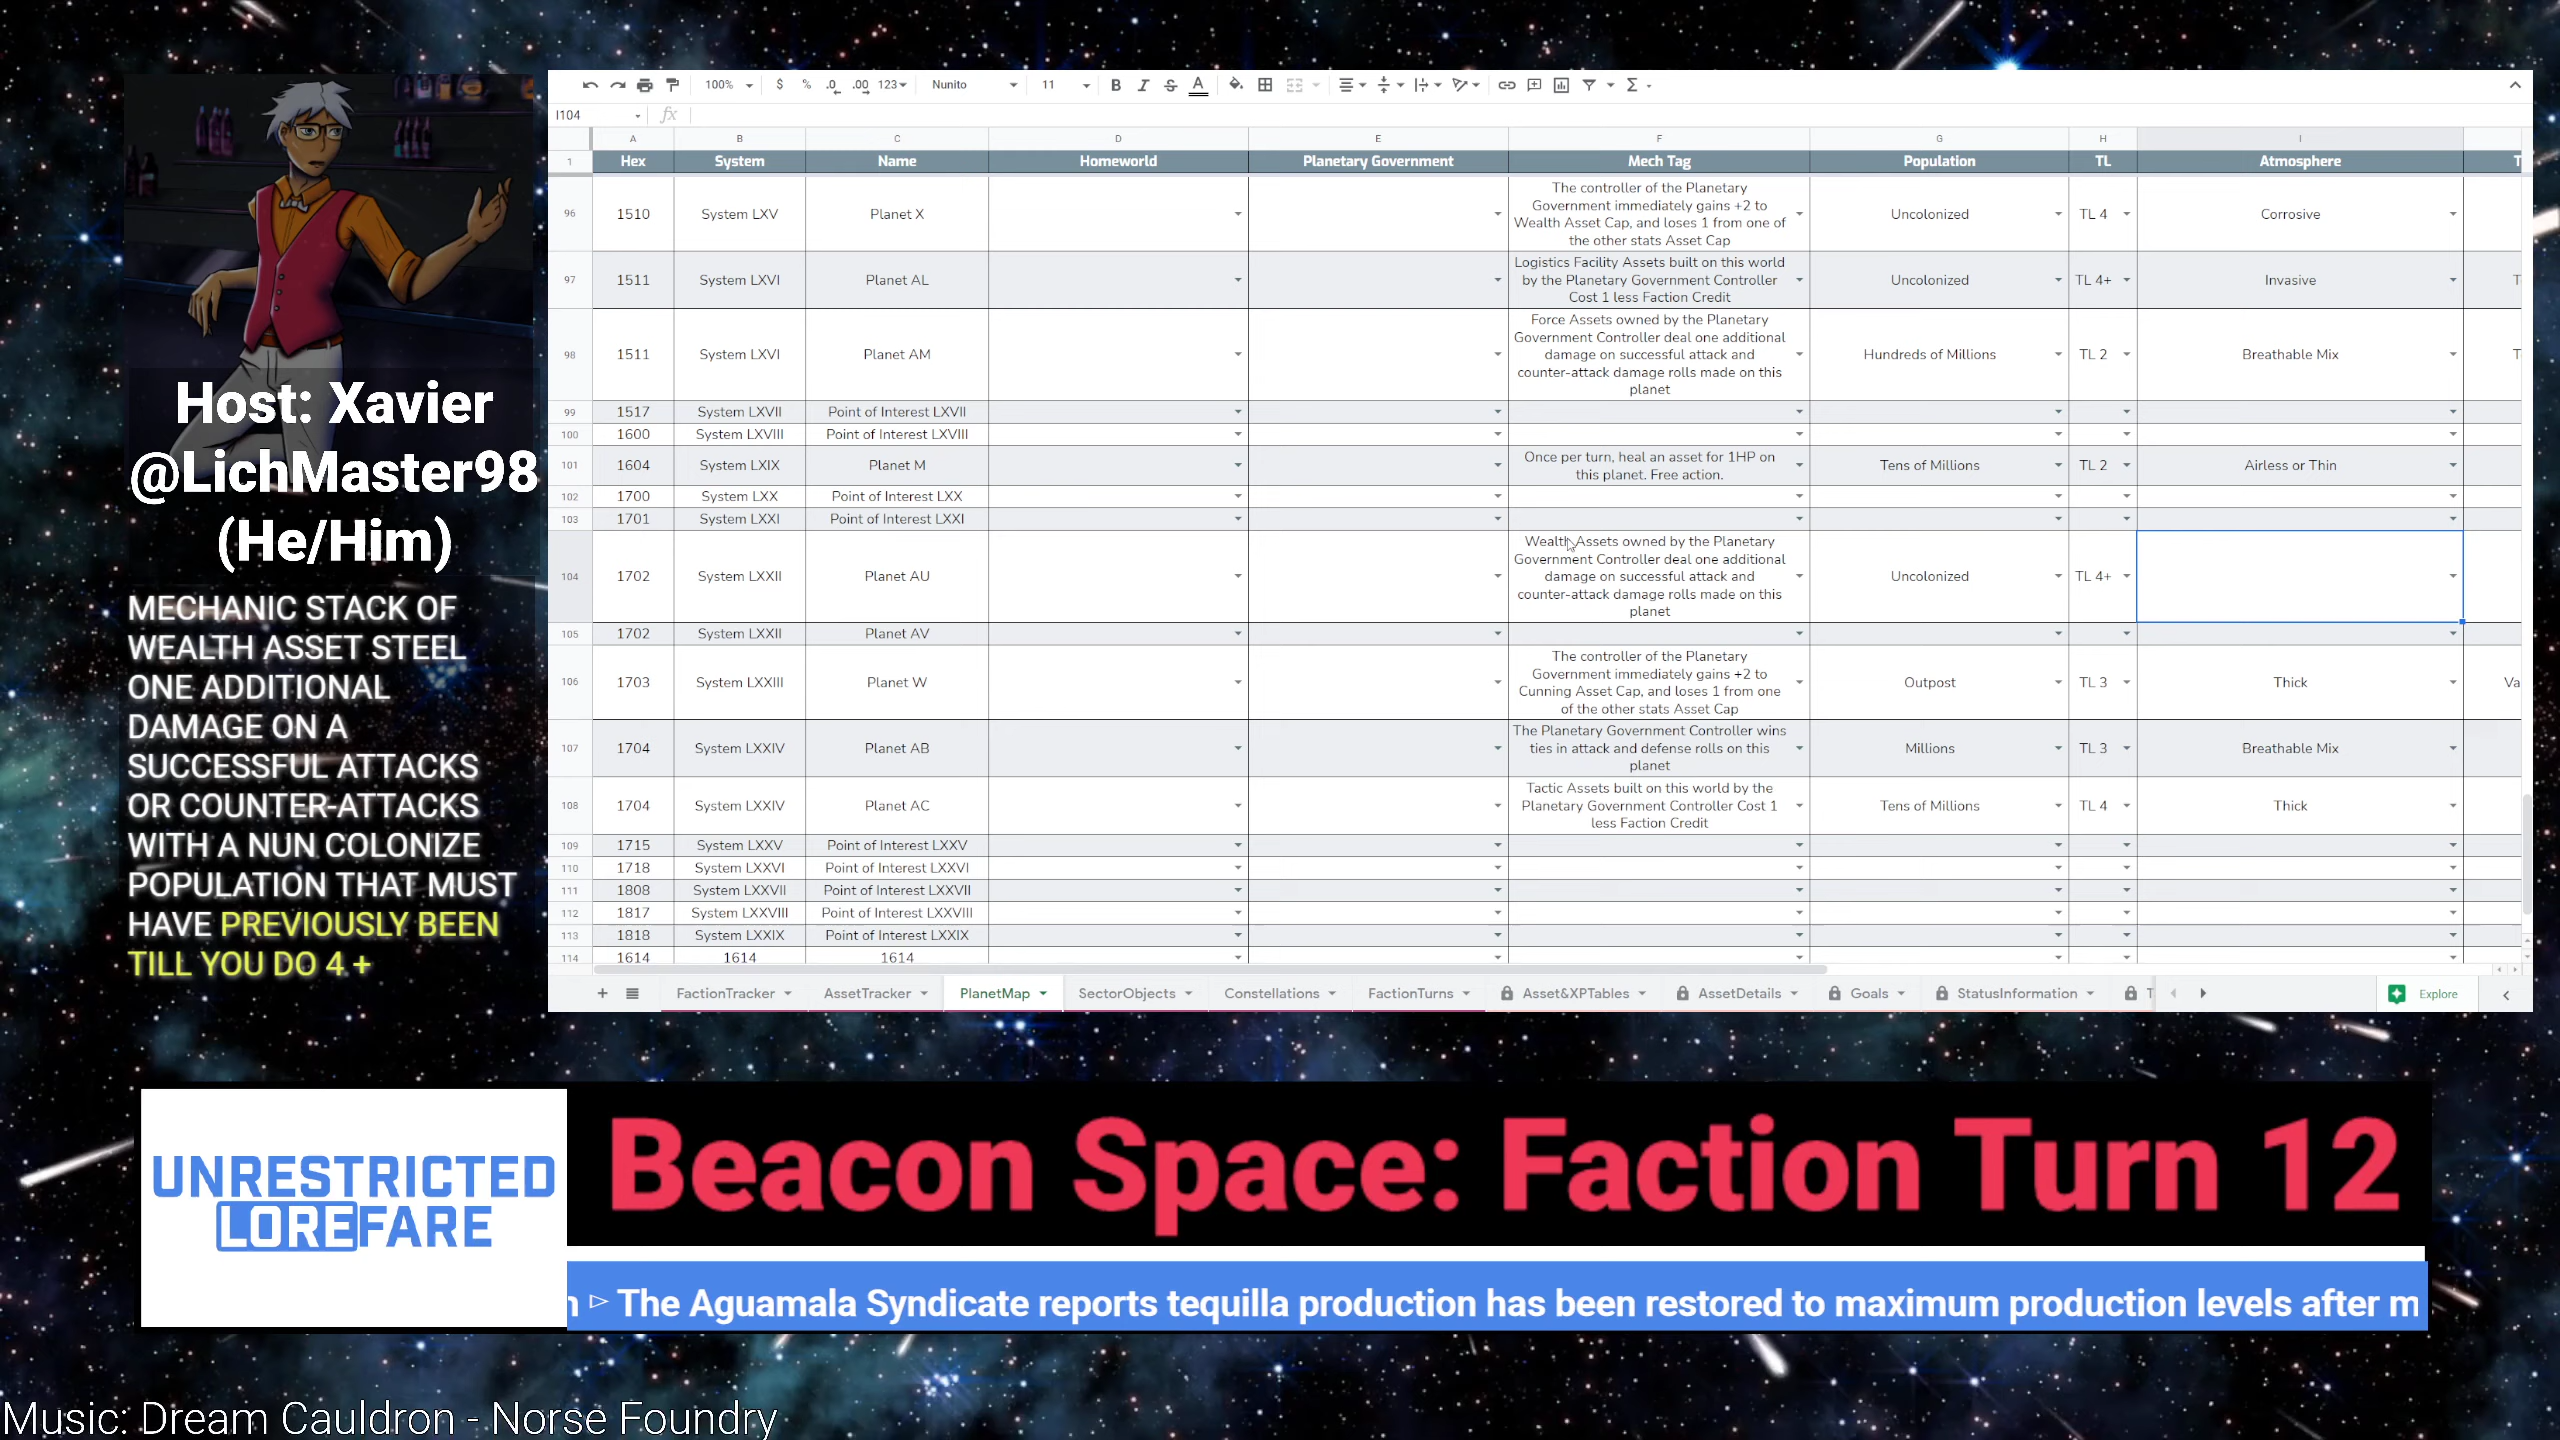 Host: Xavier
@LichMaster98
(He/Him)
MECHANIC STACK OF
WEALTH ASSET STEEL
ONE ADDITIONAL
DAMAGE ON A
SUCCESSFUL ATTACKS
OR COUNTER-ATTACKS
WITH A NUN COLONIZE
POPULATION THAT MUST
HAVE PREVIOUSLY BEEN
TILL YOU DO 4 +
100% $ % .0 .00 123 Nunito 11 B I S A
I104 fx
A B C D E F G H I
1 Hex System Name Homeworld Planetary Government Mech Tag Population TL Atmosphere T
96 1510 System LXV Planet X The controller of the Planetary Government immediately gains +2 to Wealth Asset Cap, and loses 1 from one of the other stats Asset Cap Uncolonized TL 4 Corrosive
97 1511 System LXVI Planet AL Logistics Facility Assets built on this world by the Planetary Government Controller Cost 1 less Faction Credit Uncolonized TL 4+ Invasive T
98 1511 System LXVI Planet AM Force Assets owned by the Planetary Government Controller deal one additional damage on successful attack and counter-attack damage rolls made on this planet Hundreds of Millions TL 2 Breathable Mix T
99 1517 System LXVII Point of Interest LXVII
100 1600 System LXVIII Point of Interest LXVIII
101 1604 System LXIX Planet M Once per turn, heal an asset for 1HP on this planet. Free action. Tens of Millions TL 2 Airless or Thin
102 1700 System LXX Point of Interest LXX
103 1701 System LXXI Point of Interest LXXI
104 1702 System LXXII Planet AU Wealth Assets owned by the Planetary Government Controller deal one additional damage on successful attack and counter-attack damage rolls made on this planet Uncolonized TL 4+
105 1702 System LXXII Planet AV
106 1703 System LXXIII Planet W The controller of the Planetary Government immediately gains +2 to Cunning Asset Cap, and loses 1 from one of the other stats Asset Cap Outpost TL 3 Thick Va
107 1704 System LXXIV Planet AB The Planetary Government Controller wins ties in attack and defense rolls on this planet Millions TL 3 Breathable Mix
108 1704 System LXXIV Planet AC Tactic Assets built on this world by the Planetary Government Controller Cost 1 less Faction Credit Tens of Millions TL 4 Thick
109 1715 System LXXV Point of Interest LXXV
110 1718 System LXXVI Point of Interest LXXVI
111 1808 System LXXVII Point of Interest LXXVII
112 1817 System LXXVIII Point of Interest LXXVIII
113 1818 System LXXIX Point of Interest LXXIX
114 1614 1614 1614
FactionTracker AssetTracker PlanetMap SectorObjects Constellations FactionTurns Asset&XPTables AssetDetails Goals StatusInformation T Explore
UNRESTRICTED
LOREFARE
Beacon Space: Faction Turn 12
n ▷ The Aguamala Syndicate reports tequilla production has been restored to maximum production levels after m
Music: Dream Cauldron - Norse Foundry